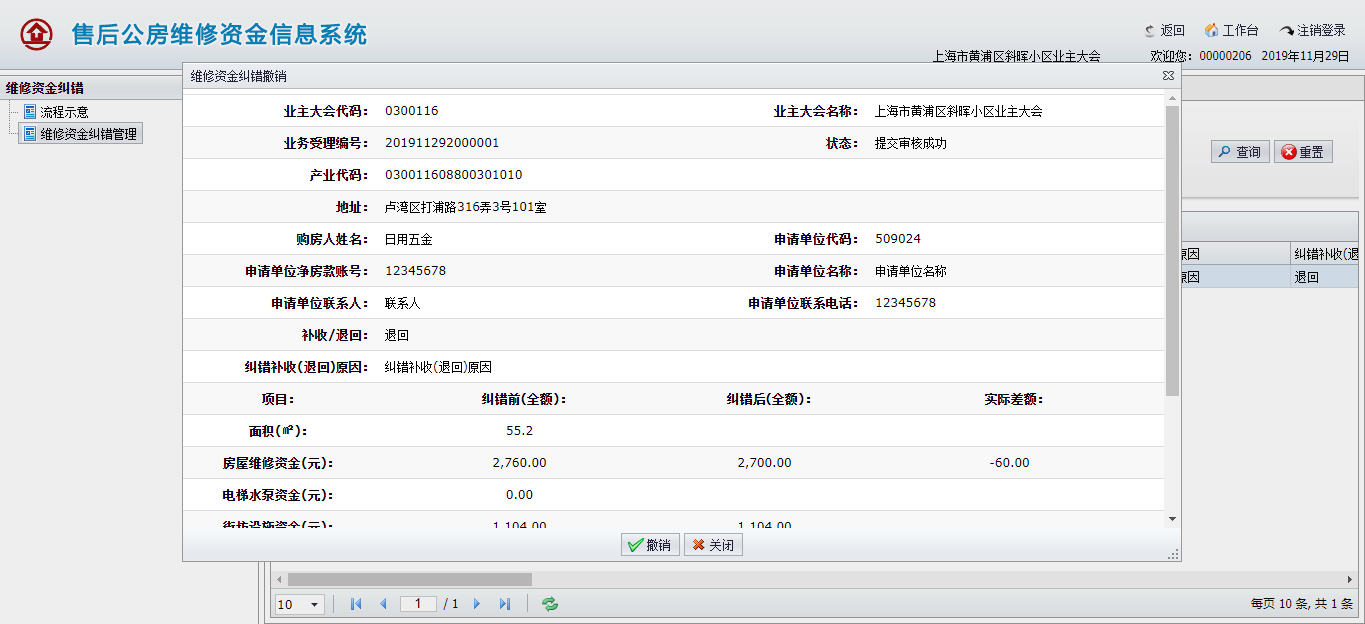 售后公房维修资金信息系统
返回 工作台 注销登录
上海市黄浦区斜晖小区业主大会 欢迎您: 00000206 2019年11月29日
维修资金纠错
流程示意
维修资金纠错管理
维修资金纠错撤销
业主大会代码: 0300116 业主大会名称: 上海市黄浦区斜晖小区业主大会
业务受理编号: 201911292000001 状态: 提交审核成功
产业代码: 030011608800301010
地址: 卢湾区打浦路316弄3号101室
购房人姓名: 日用五金 申请单位代码: 509024
申请单位净房款账号: 12345678 申请单位名称: 申请单位名称
申请单位联系人: 联系人 申请单位联系电话: 12345678
补收/退回: 退回
纠错补收(退回)原因: 纠错补收(退回)原因
项目: 纠错前(全额): 纠错后(全额): 实际差额:
面积(㎡): 55.2
房屋维修资金(元): 2,760.00 2,700.00 -60.00
电梯水泵资金(元): 0.00
街坊设施资金(元): 1,104.00 1,104.00
撤销 关闭
查询 重置
原因 纠错补收(退
原因 退回
10 1 / 1 每页 10 条, 共 1 条